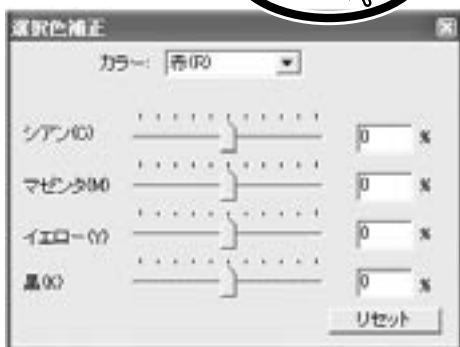 選択色補正
カラー: 赤(R)
シアン(C) 0 %
マゼンタ(M) 0 %
イエロー(Y) 0 %
黒(K) 0 %
リセット